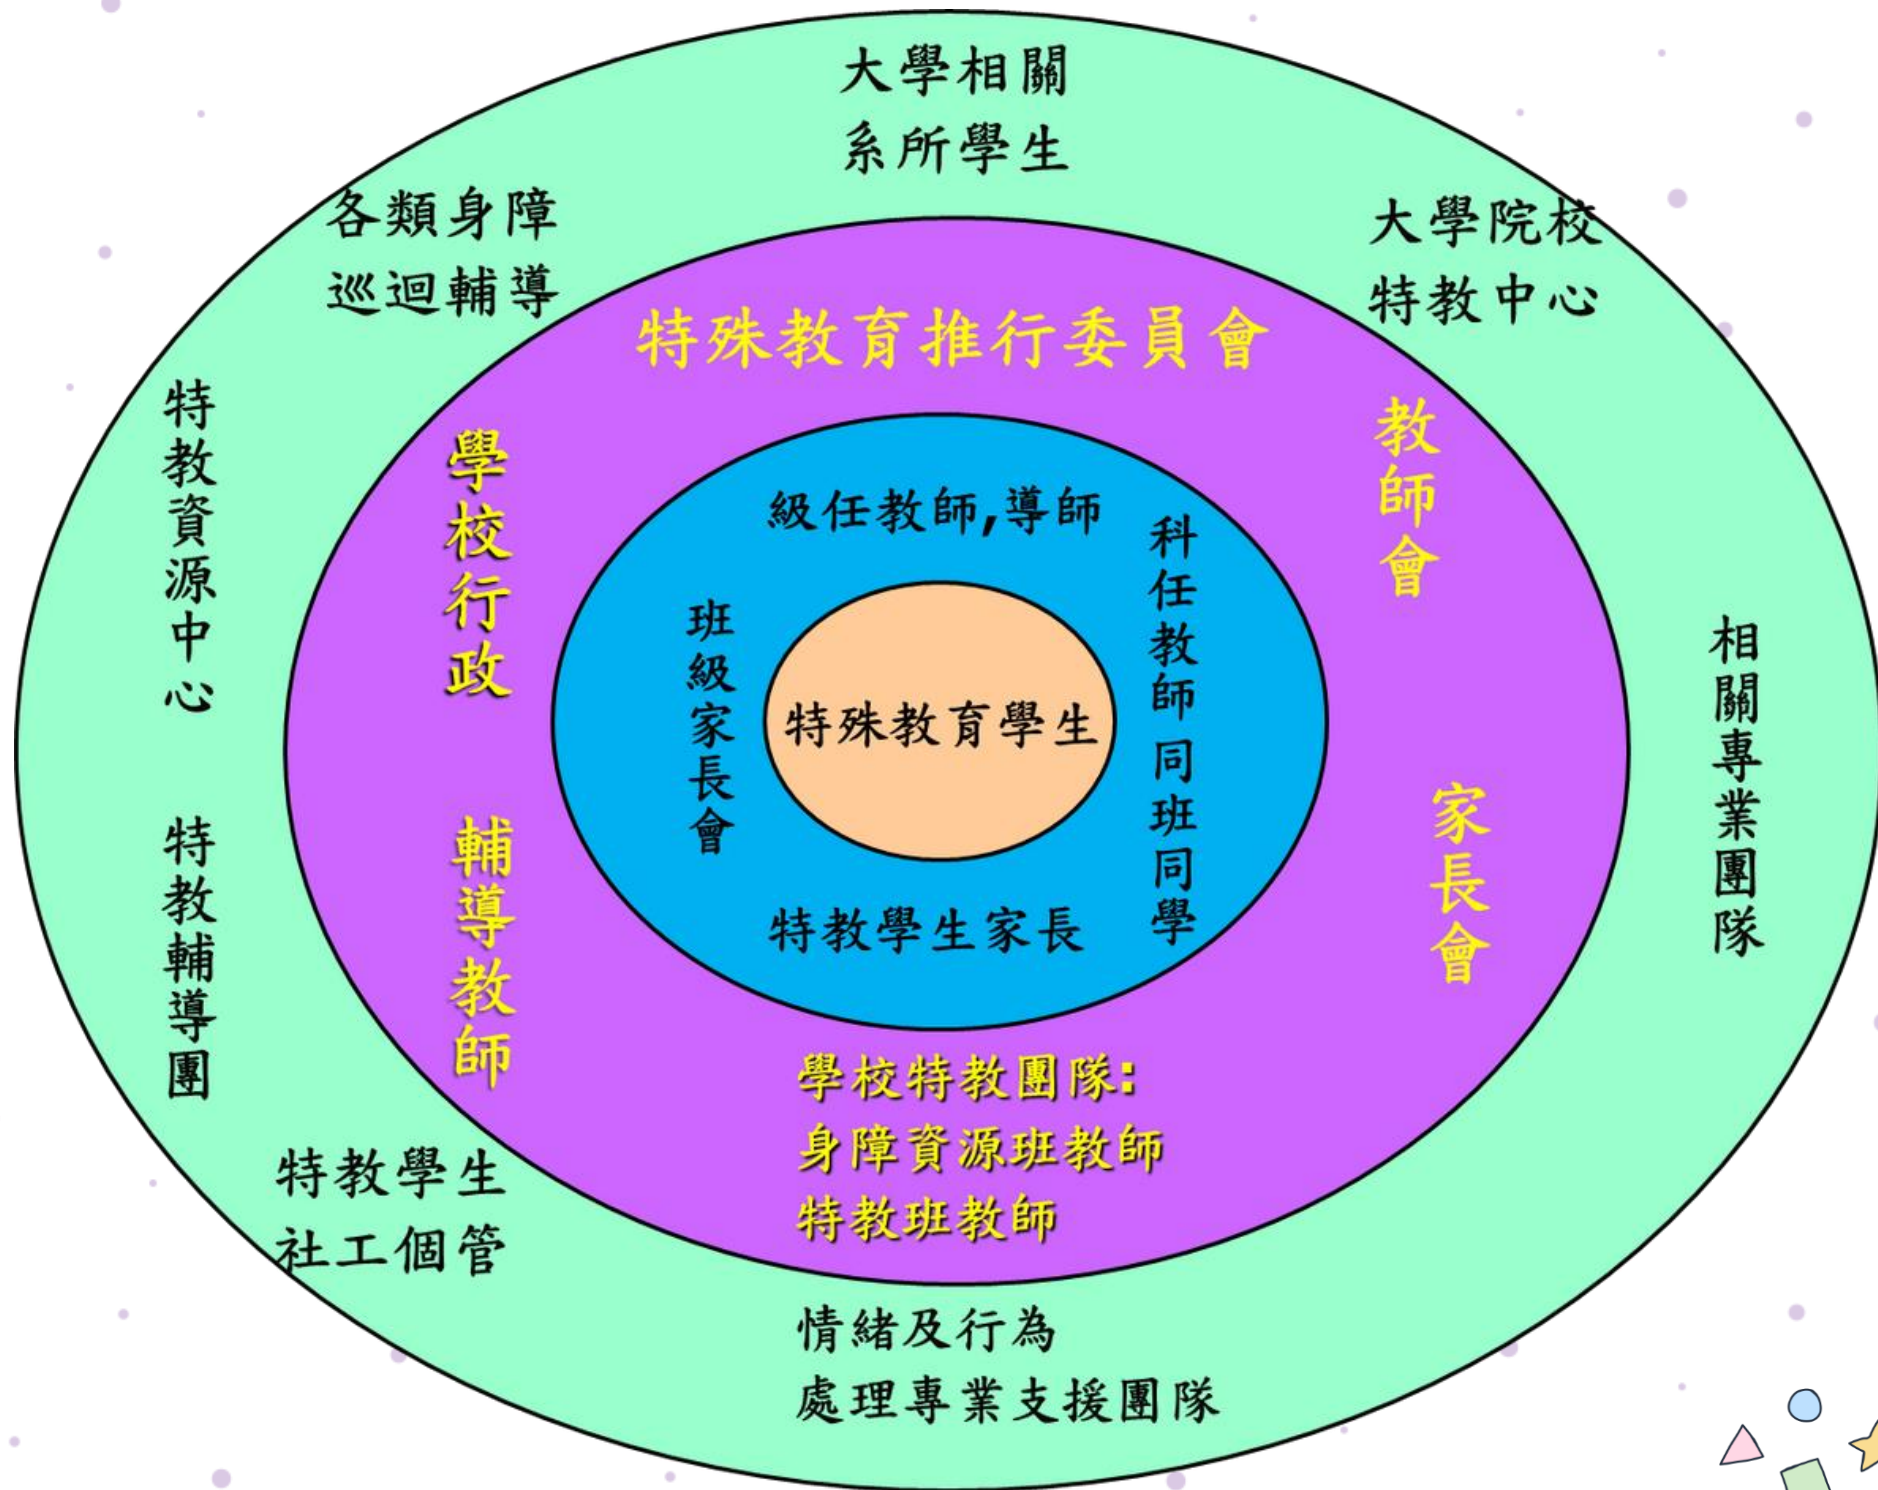 大學相關
系所學生
各類身障
巡迴輔導
大學院校
特教中心
特教資源中心
特教輔導團
特教學生
社工個管
情緒及行為
處理專業支援團隊
相關專業團隊
特殊教育推行委員會
學校行政
輔導教師
教師會
家長會
學校特教團隊:
身障資源班教師
特教班教師
級任教師,導師
班級家長會
科任教師同班同學
特教學生家長
特殊教育學生